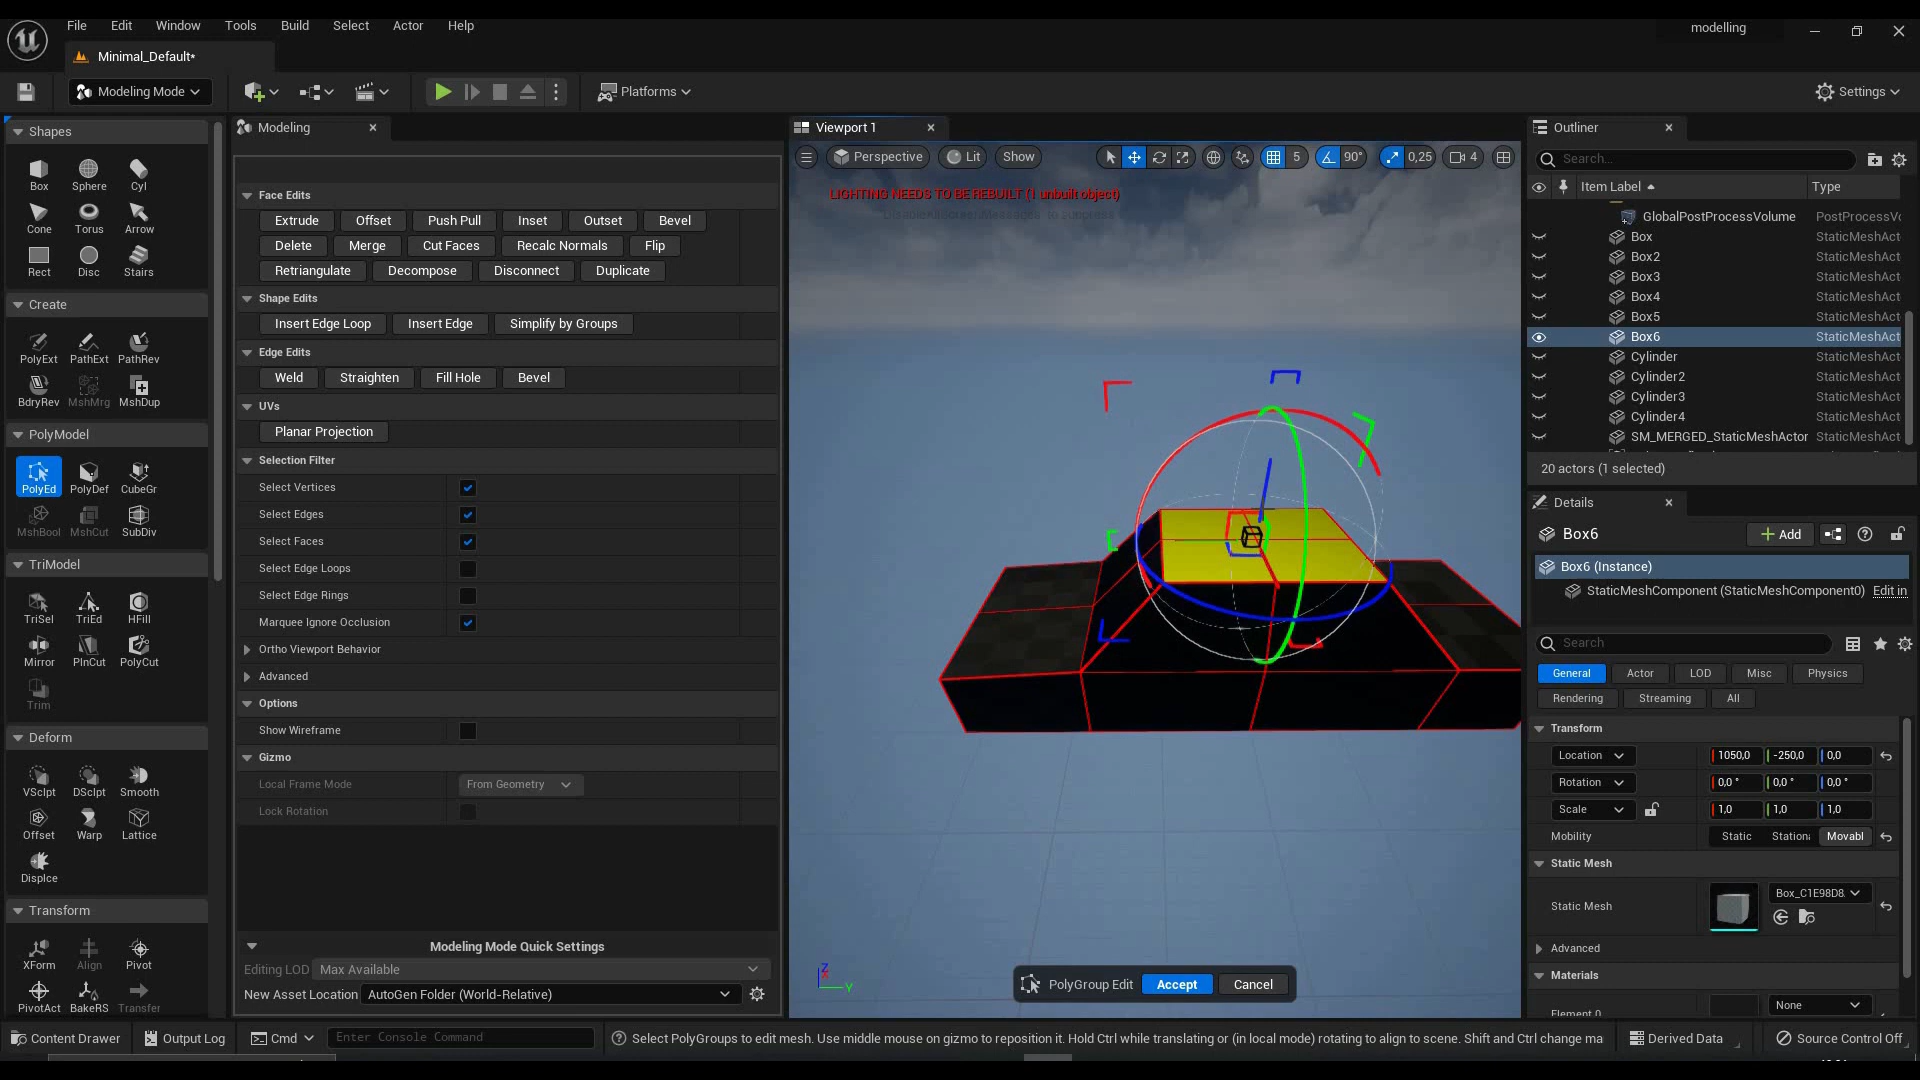 File Edit Window Tools Build Select Actor Help
modelling
Minimal_Default*
Modeling Mode
Platforms
Settings
Shapes
Box Sphere Cyl
Cone Torus Arrow
Rect Disc Stairs
Create
PolyExt PathExt PathRev
BdryRev MshMrg MshDup
PolyModel
PolyEd PolyDef CubeGr
MshBool MshCut SubDiv
TriModel
TriSel TriEd HFill
Mirror PlnCut PolyCut
Trim
Deform
VSclpt DSclpt Smooth
Offset Warp Lattice
Displce
Transform
XForm Align Pivot
PivotAct BakeRS Transfer
Modeling
Face Edits
Extrude Offset Push Pull Inset Outset Bevel
Delete Merge Cut Faces Recalc Normals Flip
Retriangulate Decompose Disconnect Duplicate
Shape Edits
Insert Edge Loop Insert Edge Simplify by Groups
Edge Edits
Weld Straighten Fill Hole Bevel
UVs
Planar Projection
Selection Filter
Select Vertices
Select Edges
Select Faces
Select Edge Loops
Select Edge Rings
Marquee Ignore Occlusion
Ortho Viewport Behavior
Advanced
Options
Show Wireframe
Gizmo
Local Frame Mode From Geometry
Lock Rotation
Modeling Mode Quick Settings
Editing LOD Max Available
New Asset Location AutoGen Folder (World-Relative)
Viewport 1
Perspective Lit Show 5 90° 0,25 4
LIGHTING NEEDS TO BE REBUILT (1 unbuilt object)
Z
Y
PolyGroup Edit Accept Cancel
Outliner
Search...
Item Label Type
GlobalPostProcessVolume PostProcessVo
Box StaticMeshAct
Box2 StaticMeshAct
Box3 StaticMeshAct
Box4 StaticMeshAct
Box5 StaticMeshAct
Box6 StaticMeshAct
Cylinder StaticMeshAct
Cylinder2 StaticMeshAct
Cylinder3 StaticMeshAct
Cylinder4 StaticMeshAct
SM_MERGED_StaticMeshActor StaticMeshAct
20 actors (1 selected)
Details
Box6 Add
Box6 (Instance)
StaticMeshComponent (StaticMeshComponent0) Edit in
Search
General Actor LOD Misc Physics
Rendering Streaming All
Transform
Location 1050,0 -250,0 0,0
Rotation 0,0 ° 0,0 ° 0,0 °
Scale 1,0 1,0 1,0
Mobility Static Station Movabl
Static Mesh
Static Mesh Box_C1E98D8
Advanced
Materials
Element 0 None
Content Drawer Output Log Cmd Enter Console Command Select PolyGroups to edit mesh. Use middle mouse on gizmo to reposition it. Hold Ctrl while translating or (in local mode) rotating to align to scene. Shift and Ctrl change ma Derived Data Source Control Off